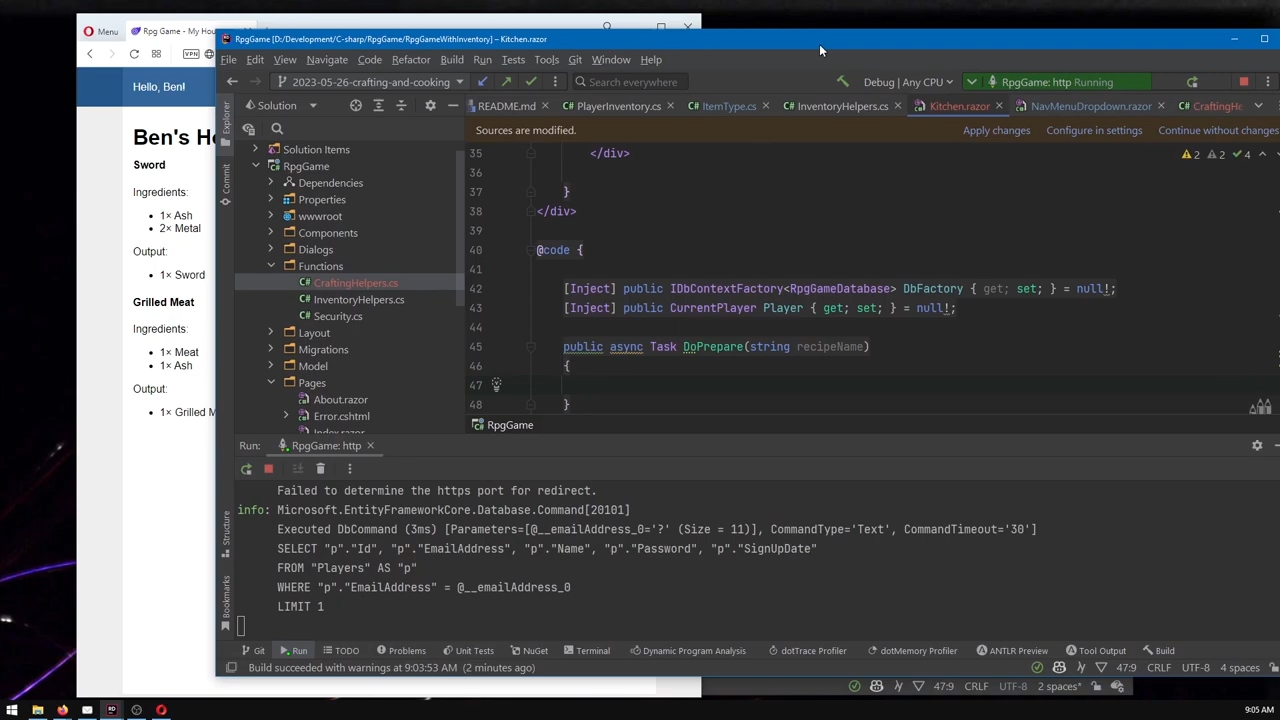 Menu
Rpg Game - My Hou
VPN
Hello, Ben!
Ben's Ho
Sword
Ingredients:
1× Ash
2× Metal
Output:
1× Sword
Grilled Meat
Ingredients:
1× Meat
1× Ash
Output:
1× Grilled M
RpgGame [D:/Development/C-sharp/RpgGame/RpgGameWithInventory] – Kitchen.razor
File Edit View Navigate Code Refactor Build Run Tests Tools Git Window Help
2023-05-26-crafting-and-cooking
Search everywhere
Debug | Any CPU
RpgGame: http Running
Explorer
Commit
Structure
Bookmarks
Solution
Solution Items
RpgGame
Dependencies
Properties
wwwroot
Components
Dialogs
Functions
C# CraftingHelpers.cs
C# InventoryHelpers.cs
C# Security.cs
Layout
Migrations
Model
Pages
About.razor
Error.cshtml
Index.razor
README.md
C# PlayerInventory.cs
C# ItemType.cs
C# InventoryHelpers.cs
Kitchen.razor
NavMenuDropdown.razor
C# CraftingHe
Sources are modified.
Apply changes Configure in settings Continue without changes
2 2 4
35 </div>
36
37 }
38 </div>
39
40 @code {
41
42 [Inject] public IDbContextFactory<RpgGameDatabase> DbFactory { get; set; } = null!;
43 [Inject] public CurrentPlayer Player { get; set; } = null!;
44
45 public async Task DoPrepare(string recipeName)
46 {
47
48 }
C# RpgGame
Run: RpgGame: http
Failed to determine the https port for redirect.
info: Microsoft.EntityFrameworkCore.Database.Command[20101]
Executed DbCommand (3ms) [Parameters=[@__emailAddress_0='?' (Size = 11)], CommandType='Text', CommandTimeout='30']
SELECT "p"."Id", "p"."EmailAddress", "p"."Name", "p"."Password", "p"."SignUpDate"
FROM "Players" AS "p"
WHERE "p"."EmailAddress" = @__emailAddress_0
LIMIT 1
Git Run TODO Problems Unit Tests NuGet Terminal Dynamic Program Analysis dotTrace Profiler dotMemory Profiler ANTLR Preview Tool Output Build
Build succeeded with warnings at 9:03:53 AM (2 minutes ago)
47:9 CRLF UTF-8 4 spaces
47:9 CRLF UTF-8 2 spaces*
RD
9:05 AM